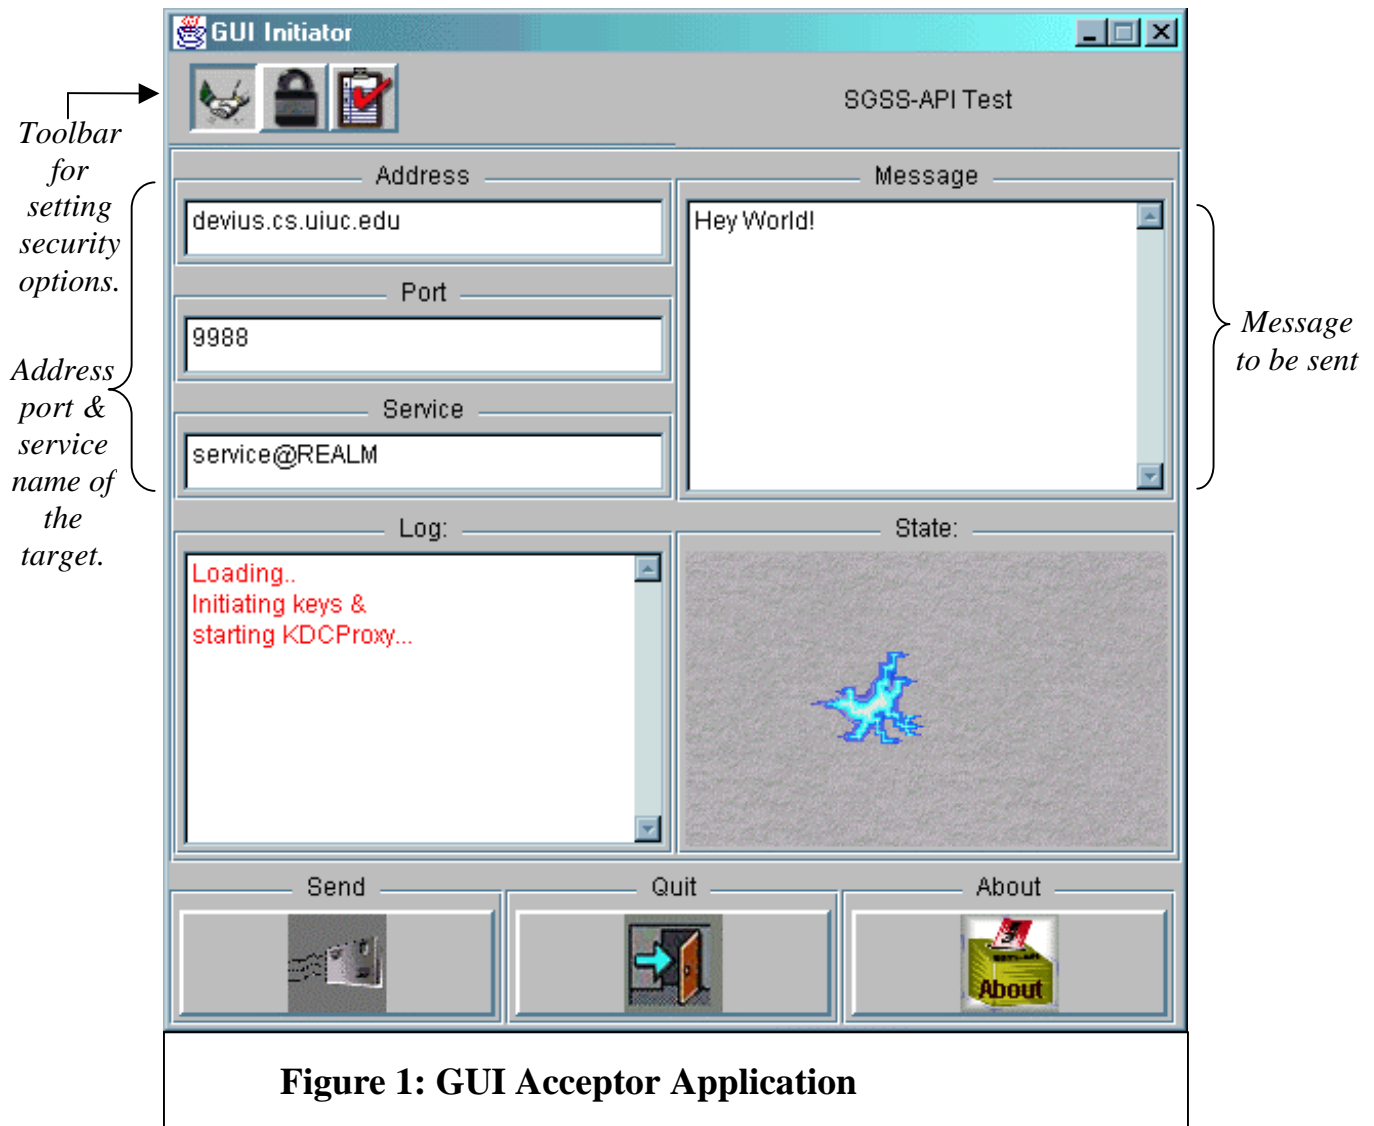 GUI Initiator
SGSS-API Test
Toolbar
for
setting
security
options.
Address
devius.cs.uiuc.edu
Port
9988
Service
service@REALM
Address
port &
service
name of
the
target.
Message
Hey World!
Message
to be sent
Log:
Loading..
Initiating keys &
starting KDCProxy...
State:
Send
Quit
About
About
Figure 1: GUI Acceptor Application